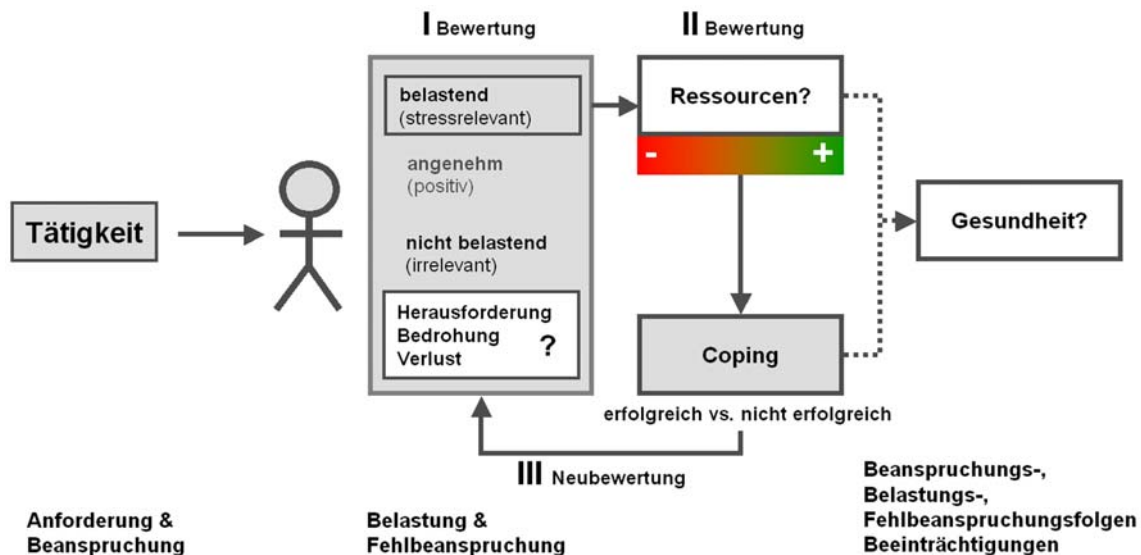 I Bewertung
II Bewertung
belastend
(stressrelevant)
angenehm
(positiv)
nicht belastend
(irrelevant)
Herausforderung
Bedrohung
Verlust
?
Ressourcen?
- +
Tätigkeit
Gesundheit?
Coping
erfolgreich vs. nicht erfolgreich
III Neubewertung
Anforderung &
Beanspruchung
Belastung &
Fehlbeanspruchung
Beanspruchungs-,
Belastungs-,
Fehlbeanspruchungsfolgen
Beeinträchtigungen